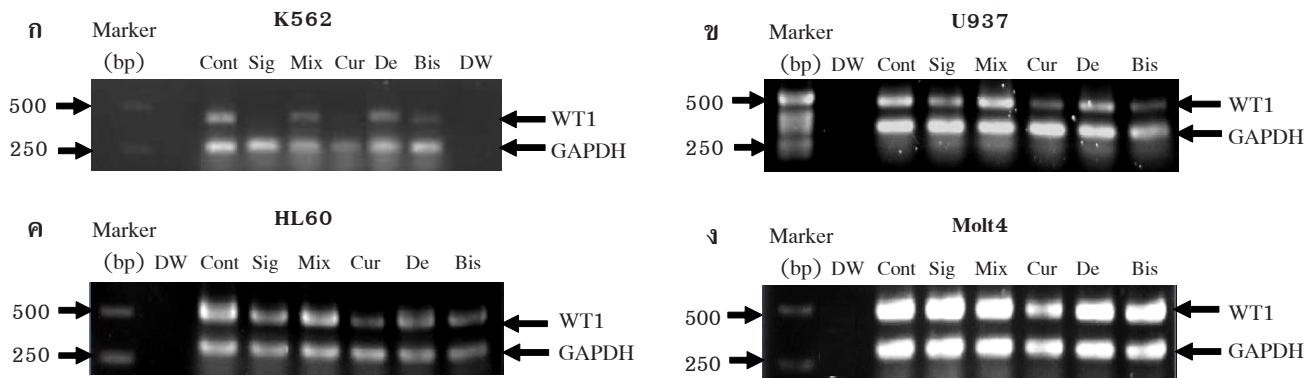 ก Marker K562
(bp) Cont Sig Mix Cur De Bis DW
500 WT1
250 GAPDH
ข Marker U937
(bp) DW Cont Sig Mix Cur De Bis
500 WT1
250 GAPDH
ค Marker HL60
(bp) DW Cont Sig Mix Cur De Bis
500 WT1
250 GAPDH
ง Marker Molt4
(bp) DW Cont Sig Mix Cur De Bis
500 WT1
250 GAPDH